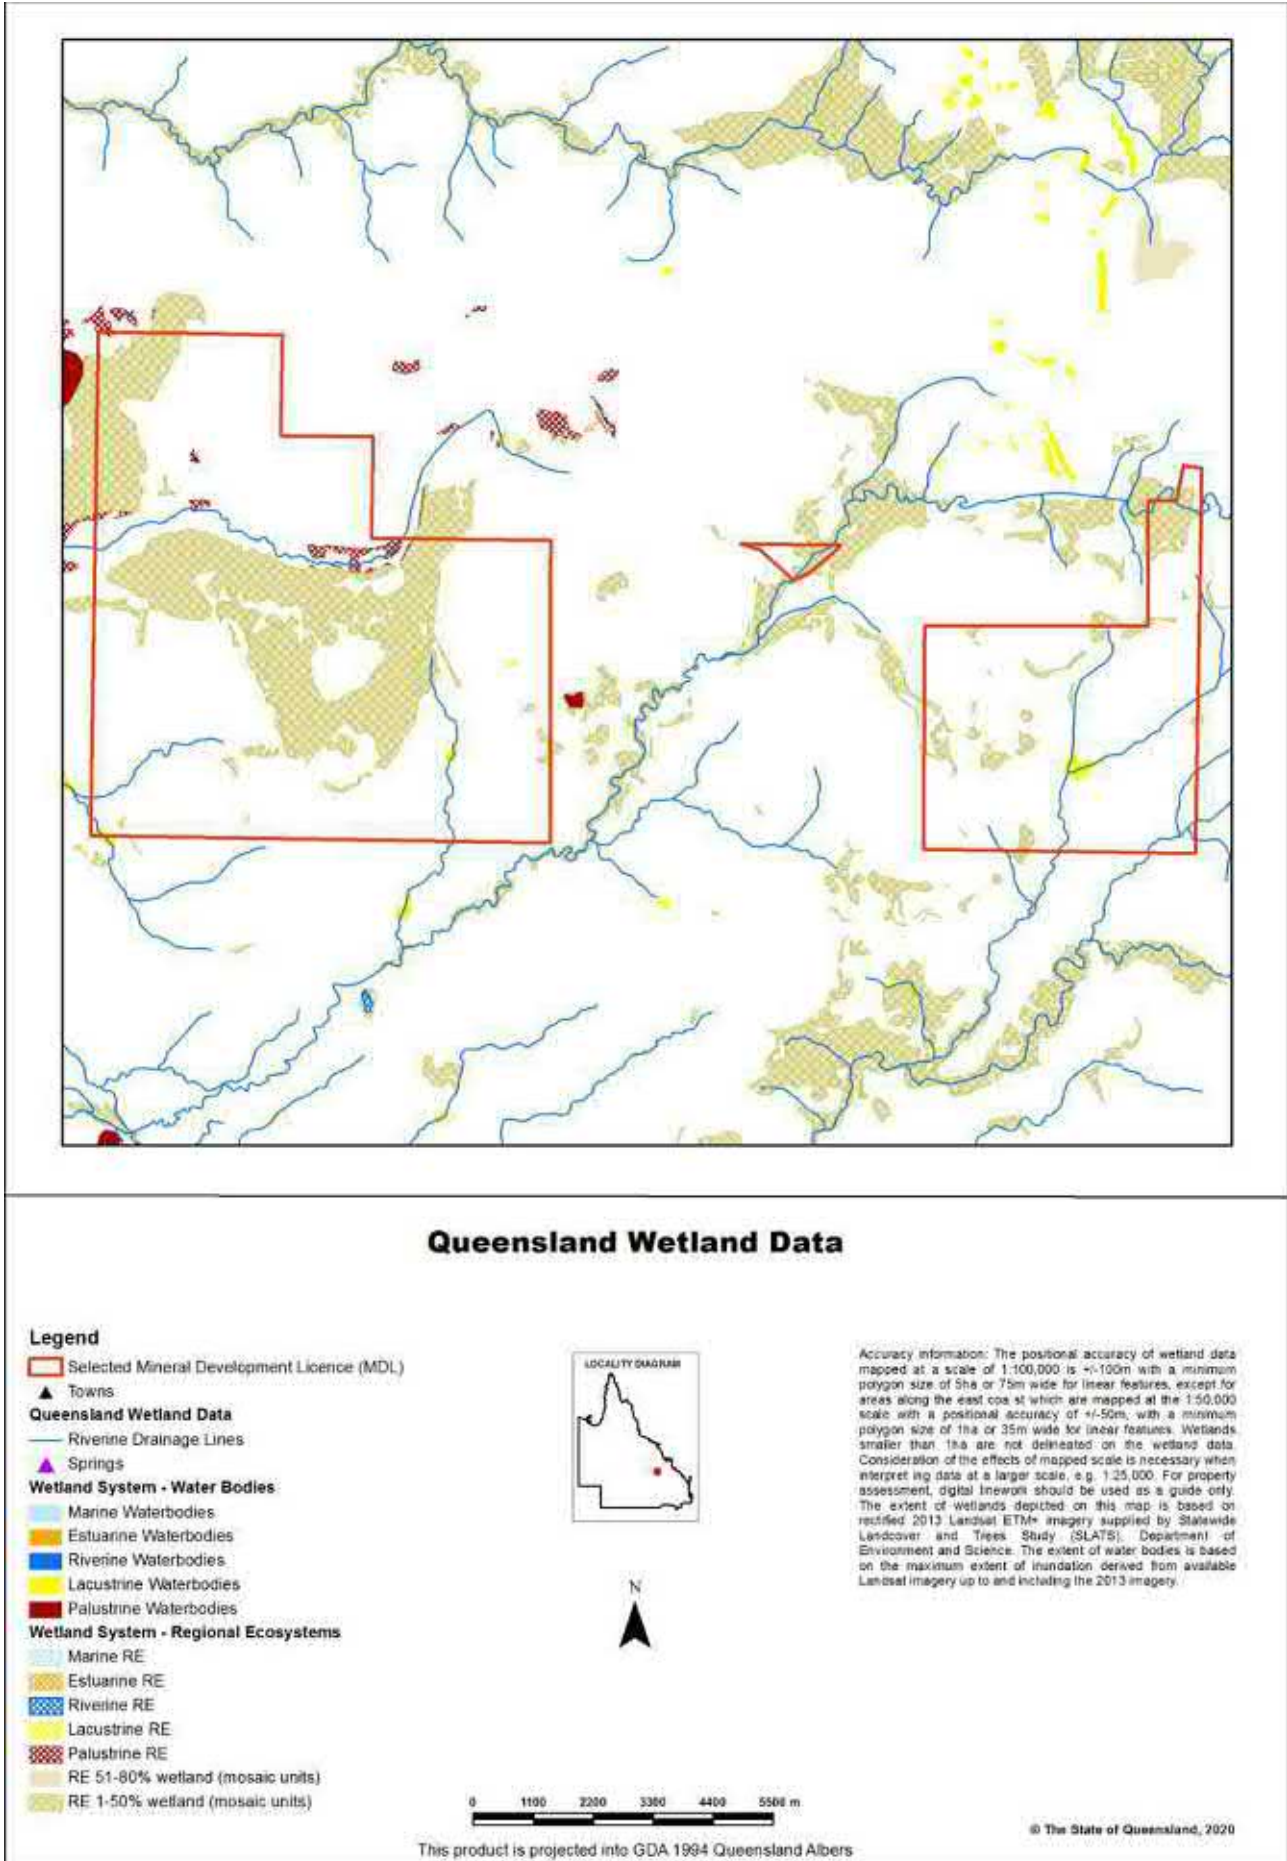 Queensland Wetland Data
Legend
Selected Mineral Development Licence (MDL)
Towns
Queensland Wetland Data
Riverine Drainage Lines
Springs
Wetland System - Water Bodies
Marine Waterbodies
Estuarine Waterbodies
Riverine Waterbodies
Lacustrine Waterbodies
Palustrine Waterbodies
Wetland System - Regional Ecosystems
Marine RE
Estuarine RE
Riverine RE
Lacustrine RE
Palustrine RE
RE 51-80% wetland (mosaic units)
RE 1-50% wetland (mosaic units)
LOCALITY DIAGRAM
N
0 1100 2200 3300 4400 5500 m
This product is projected into GDA 1994 Queensland Albers
Accuracy information: The positional accuracy of wetland data
mapped at a scale of 1:100,000 is +/-100m with a minimum
polygon size of 5ha or 75m wide for linear features, except for
areas along the east coa st which are mapped at the 1:50,000
scale with a positional accuracy of +/-50m, with a minimum
polygon size of 1ha or 35m wide for linear features. Wetlands
smaller than 1ha are not delineated on the wetland data.
Consideration of the effects of mapped scale is necessary when
interpret ing data at a larger scale, e.g. 1:25,000. For property
assessment, digital linework should be used as a guide only.
The extent of wetlands depicted on this map is based on
rectified 2013 Landsat ETM+ imagery supplied by Statewide
Landcover and Trees Study (SLATS), Department of
Environment and Science. The extent of water bodies is based
on the maximum extent of inundation derived from available
Landsat imagery up to and including the 2013 imagery.
© The State of Queensland, 2020